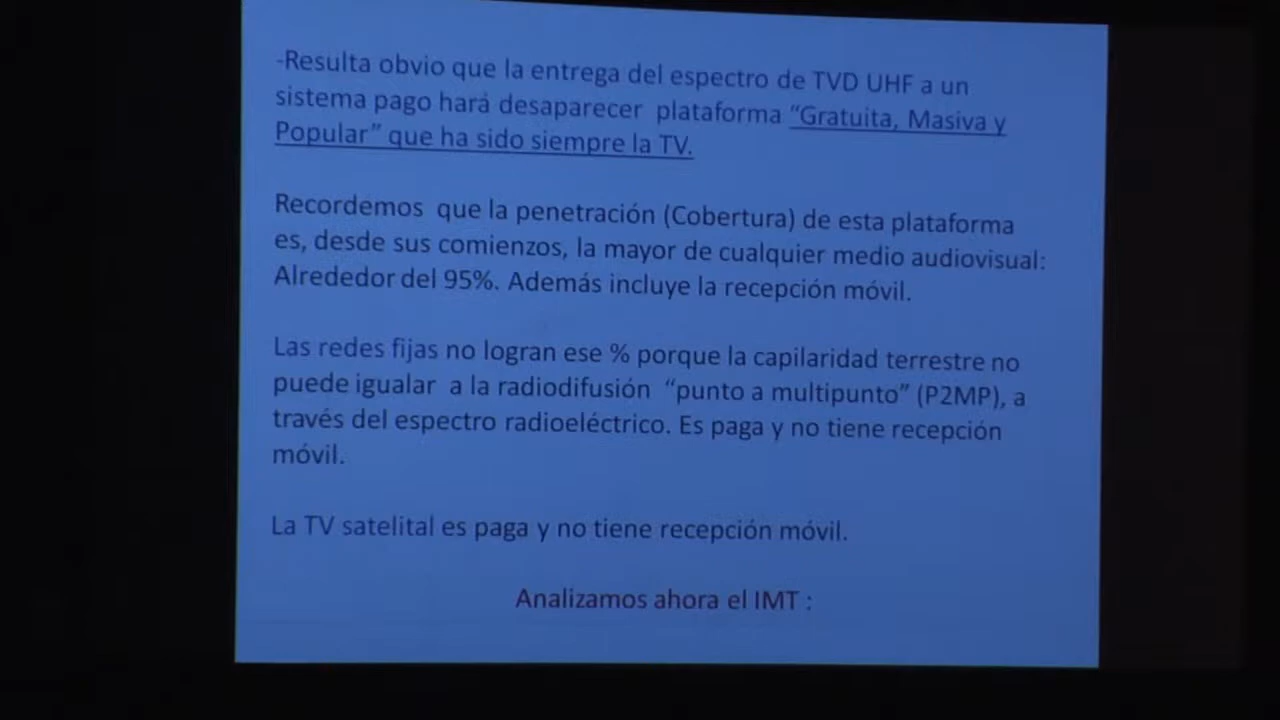 -Resulta obvio que la entrega del espectro de TVD UHF a un
sistema pago hará desaparecer plataforma “Gratuita, Masiva y
Popular” que ha sido siempre la TV.
Recordemos que la penetración (Cobertura) de esta plataforma
es, desde sus comienzos, la mayor de cualquier medio audiovisual:
Alrededor del 95%. Además incluye la recepción móvil.
Las redes fijas no logran ese % porque la capilaridad terrestre no
puede igualar a la radiodifusión “punto a multipunto” (P2MP), a
través del espectro radioeléctrico. Es paga y no tiene recepción
móvil.
La TV satelital es paga y no tiene recepción móvil.
Analizamos ahora el IMT :